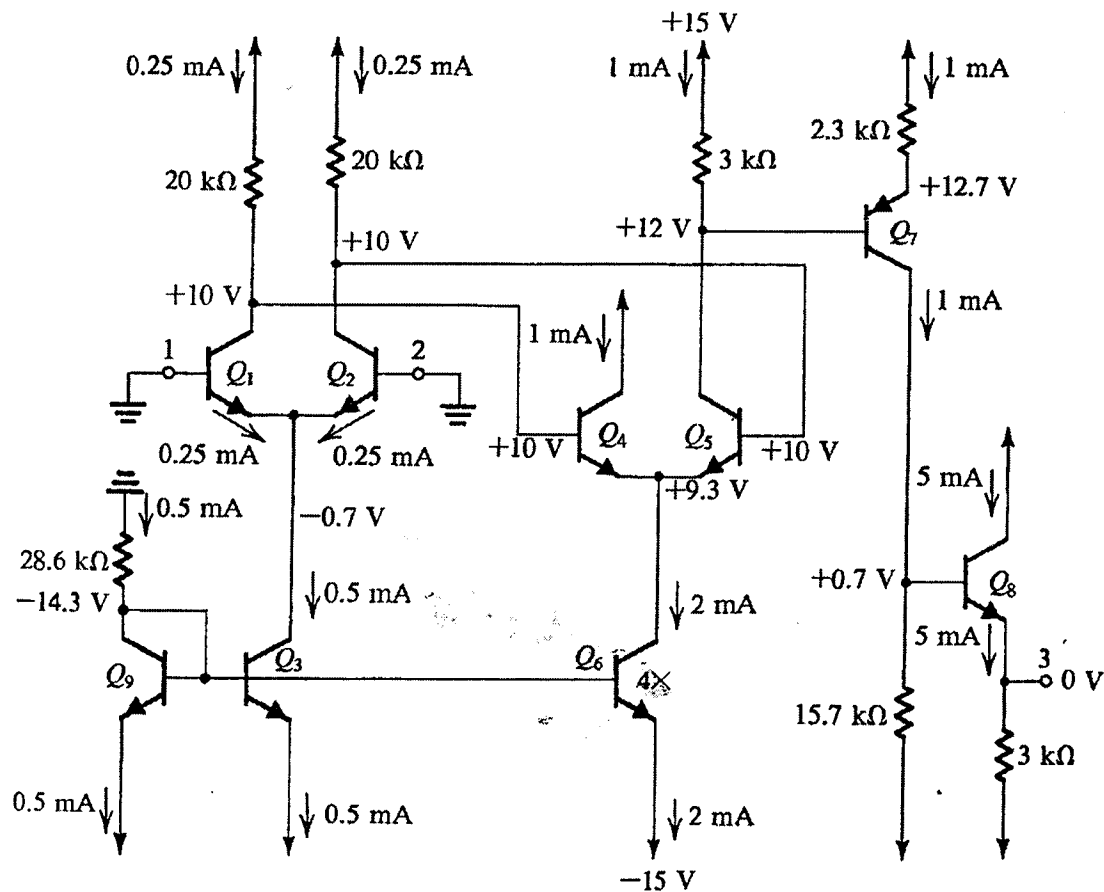 +15 V
0.25 mA
0.25 mA
1 mA
1 mA
2.3 kΩ
20 kΩ
20 kΩ
3 kΩ
+12.7 V
+12 V
Q7
+10 V
+10 V
1 mA
1 mA
1
2
Q1
Q2
Q4
Q5
+10 V
+10 V
0.25 mA
0.25 mA
+9.3 V
5 mA
0.5 mA
−0.7 V
28.6 kΩ
+0.7 V
Q8
−14.3 V
0.5 mA
2 mA
5 mA
Q9
Q3
Q6
4×
3
0 V
15.7 kΩ
3 kΩ
0.5 mA
0.5 mA
2 mA
−15 V